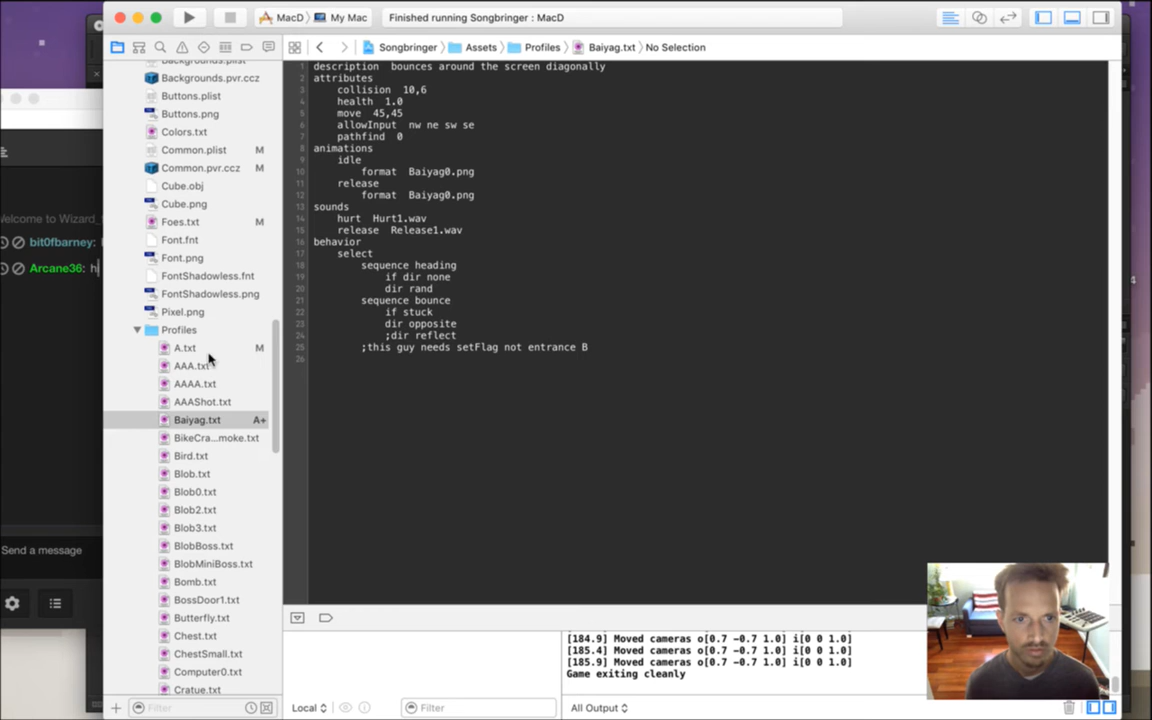 MacD
My Mac
Finished running Songbringer : MacD
Songbringer
Assets
Profiles
Baiyag.txt
No Selection
Backgrounds.plist
Backgrounds.pvr.ccz
Buttons.plist
Buttons.png
Colors.txt
Common.plist M
Common.pvr.ccz M
Cube.obj
Cube.png
Foes.txt M
Font.fnt
Font.png
FontShadowless.fnt
FontShadowless.png
Pixel.png
Profiles
A.txt M
AAA.txt
AAAA.txt
AAAShot.txt
Baiyag.txt A+
BikeCra...moke.txt
Bird.txt
Blob.txt
Blob0.txt
Blob2.txt
Blob3.txt
BlobBoss.txt
BlobMiniBoss.txt
Bomb.txt
BossDoor1.txt
Butterfly.txt
Chest.txt
ChestSmall.txt
Computer0.txt
Cratue.txt
Filter
elcome to Wizard_
bit0fbarney:
Arcane36: h
Send a message
1 description  bounces around the screen diagonally
2 attributes
3 collision  10,6
4 health  1.0
5 move  45,45
6 allowInput  nw ne sw se
7 pathfind  0
8 animations
9 idle
10 format  Baiyag0.png
11 release
12 format  Baiyag0.png
13 sounds
14 hurt  Hurt1.wav
15 release  Release1.wav
16 behavior
17 select
18 sequence heading
19 if dir none
20 dir rand
21 sequence bounce
22 if stuck
23 dir opposite
24 ;dir reflect
25 ;this guy needs setFlag not entrance B
26
[184.9] Moved cameras o[0.7 -0.7 1.0] i[0 0 1.0]
[185.4] Moved cameras o[0.7 -0.7 1.0] i[0 0 1.0]
[185.9] Moved cameras o[0.7 -0.7 1.0] i[0 0 1.0]
Game exiting cleanly
Local
Filter
All Output